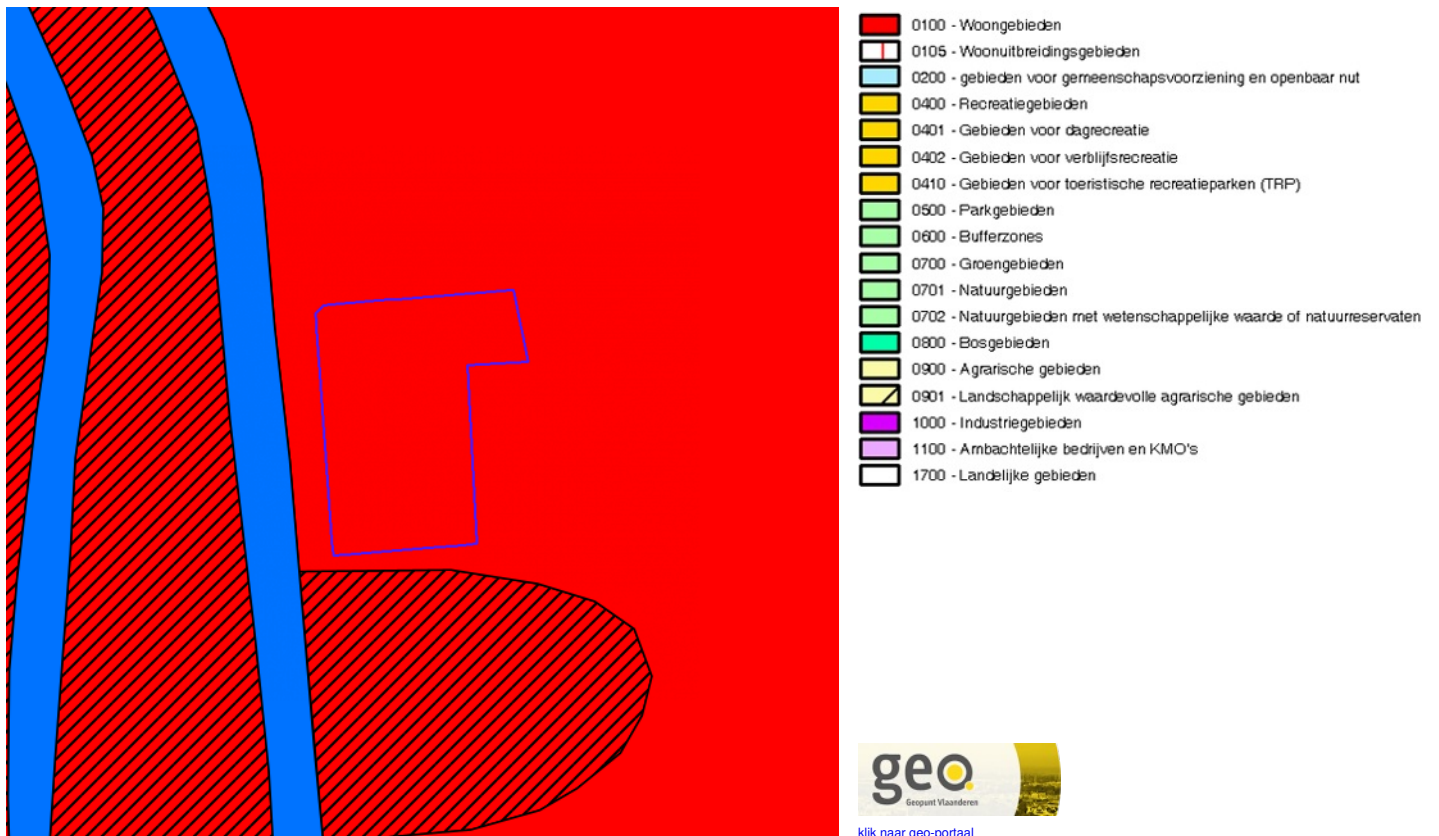 0100 - Woongebieden
0105 - Woonuitbreidingsgebieden
0200 - gebieden voor gemeenschapsvoorziening en openbaar nut
0400 - Recreatiegebieden
0401 - Gebieden voor dagrecreatie
0402 - Gebieden voor verblijfsrecreatie
0410 - Gebieden voor toeristische recreatieparken (TRP)
0500 - Parkgebieden
0600 - Bufferzones
0700 - Groengebieden
0701 - Natuurgebieden
0702 - Natuurgebieden met wetenschappelijke waarde of natuurreservaten
0800 - Bosgebieden
0900 - Agrarische gebieden
0901 - Landschappelijk waardevolle agrarische gebieden
1000 - Industriegebieden
1100 - Ambachtelijke bedrijven en KMO's
1700 - Landelijke gebieden
geo.
Geopunt Vlaanderen
klik naar geo-portaal